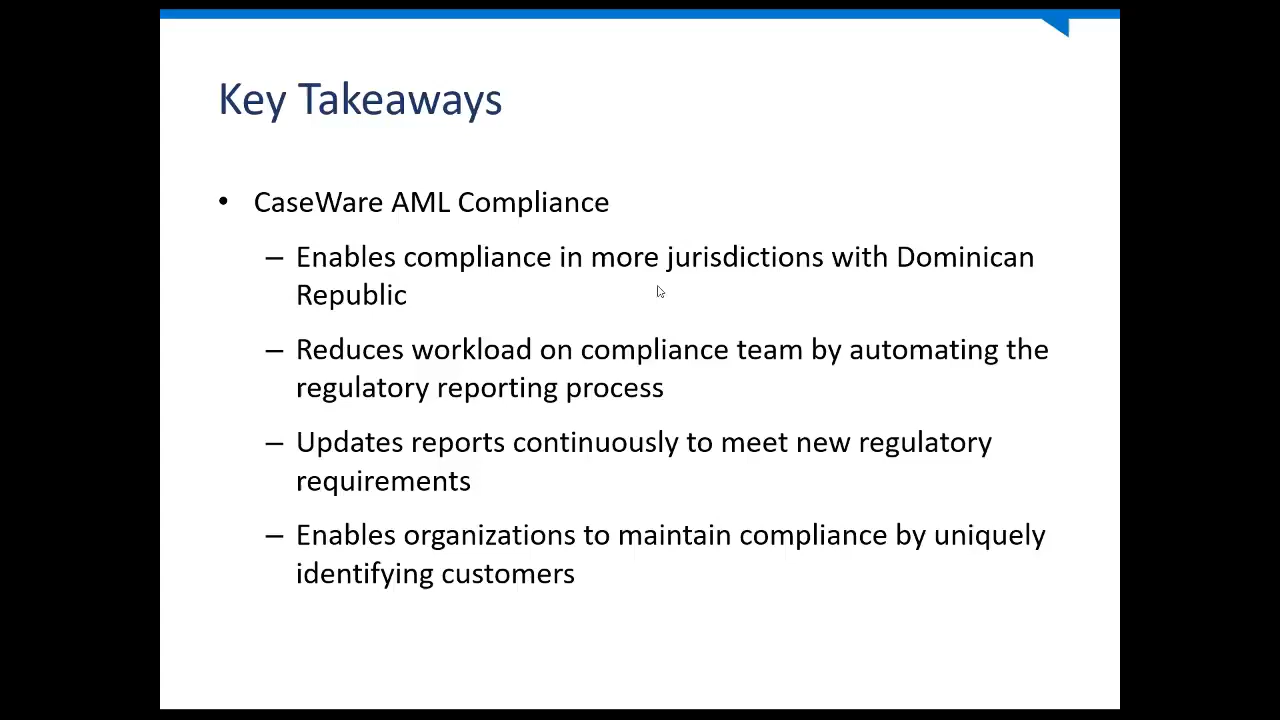 Key Takeaways
• CaseWare AML Compliance
– Enables compliance in more jurisdictions with Dominican
Republic
– Reduces workload on compliance team by automating the
regulatory reporting process
– Updates reports continuously to meet new regulatory
requirements
– Enables organizations to maintain compliance by uniquely
identifying customers